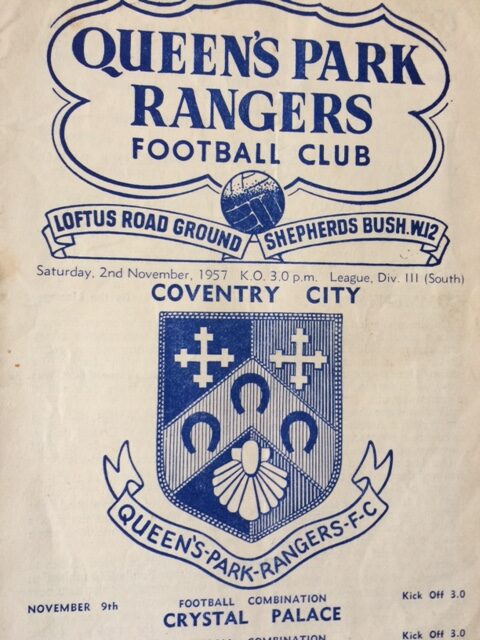 QUEEN'S PARK
RANGERS
FOOTBALL CLUB
LOFTUS ROAD GROUND SHEPHERDS BUSH.W12
Saturday, 2nd November, 1957 K.O. 3.0 p.m. League, Div. III (South)
COVENTRY CITY
QUEEN'S-PARK-RANGERS-F-C
FOOTBALL COMBINATION
NOVEMBER 9th CRYSTAL PALACE Kick Off 3.0
COMBINATION Kick Off 3.0